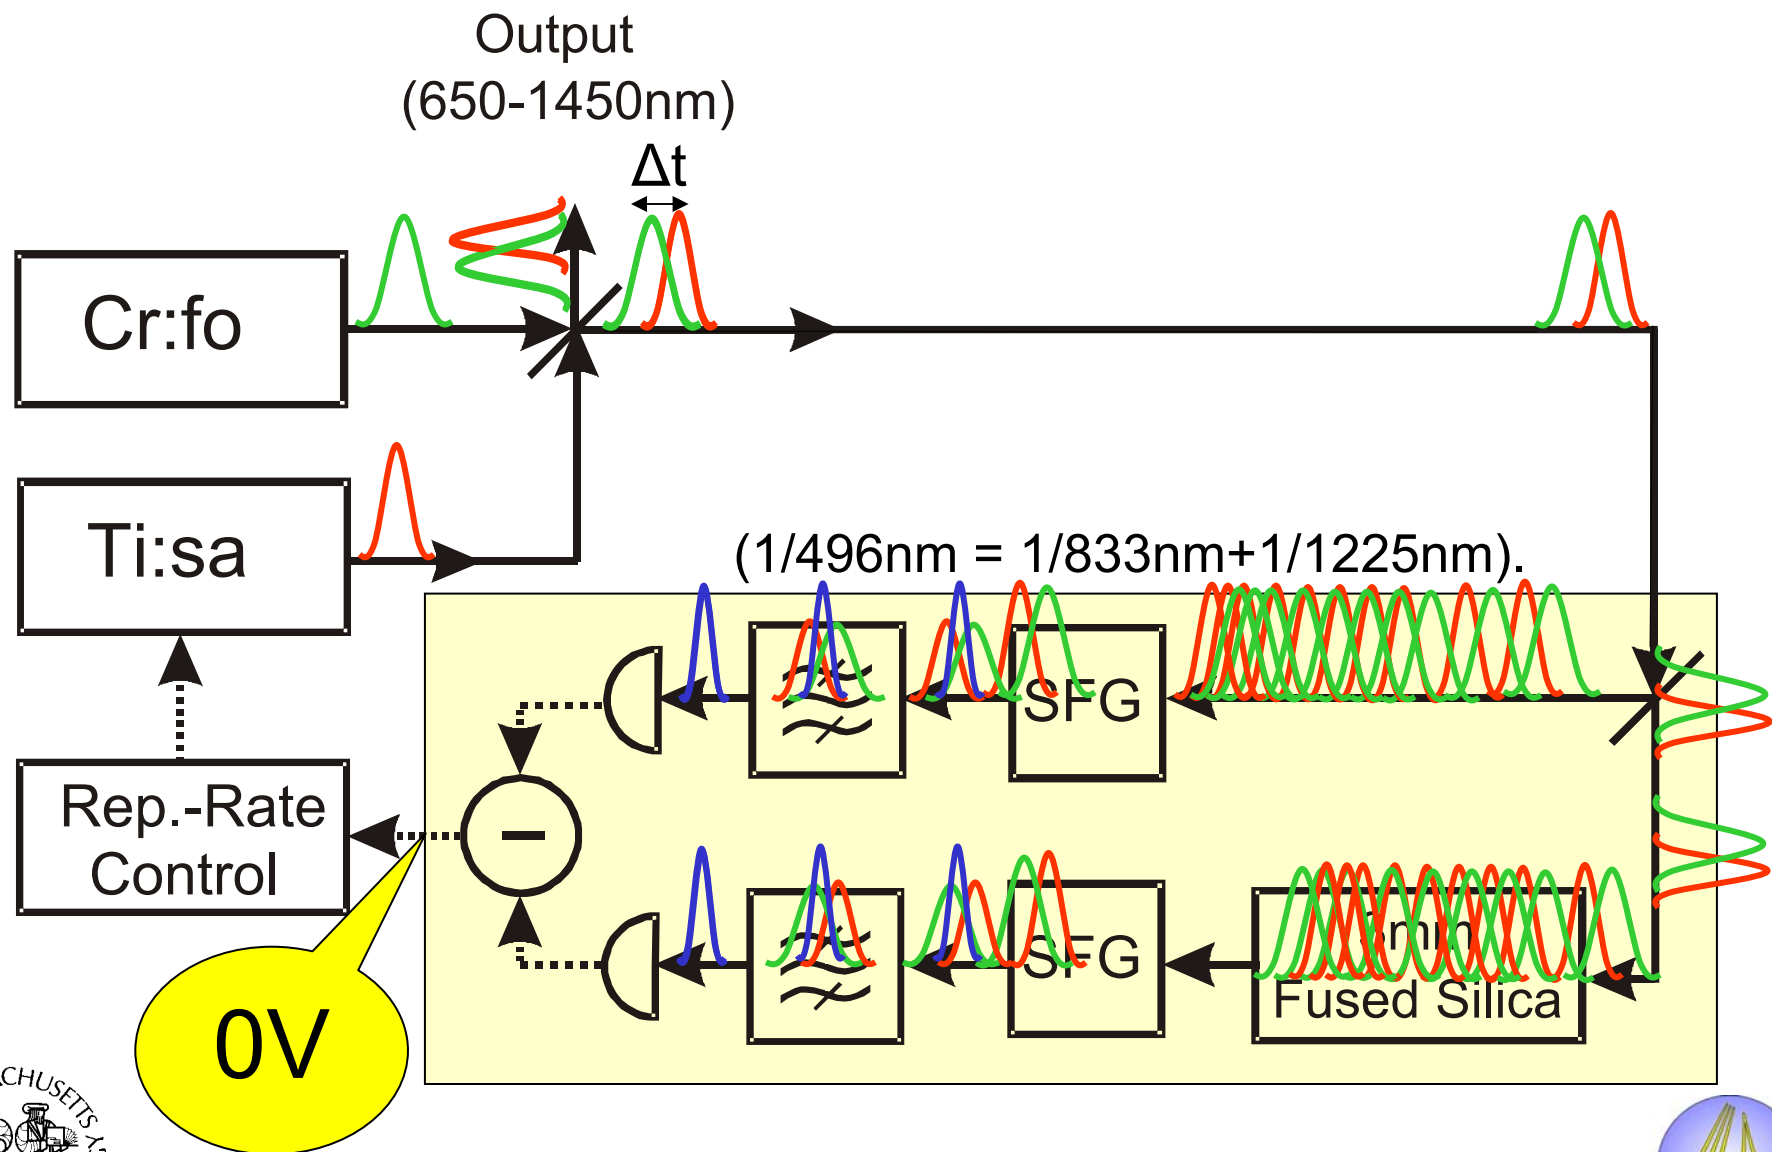 Output
(650-1450nm)
Δt
Cr:fo
Ti:sa
(1/496nm = 1/833nm+1/1225nm).
SFG
Rep.-Rate
Control
SFG
Fused Silica
0V